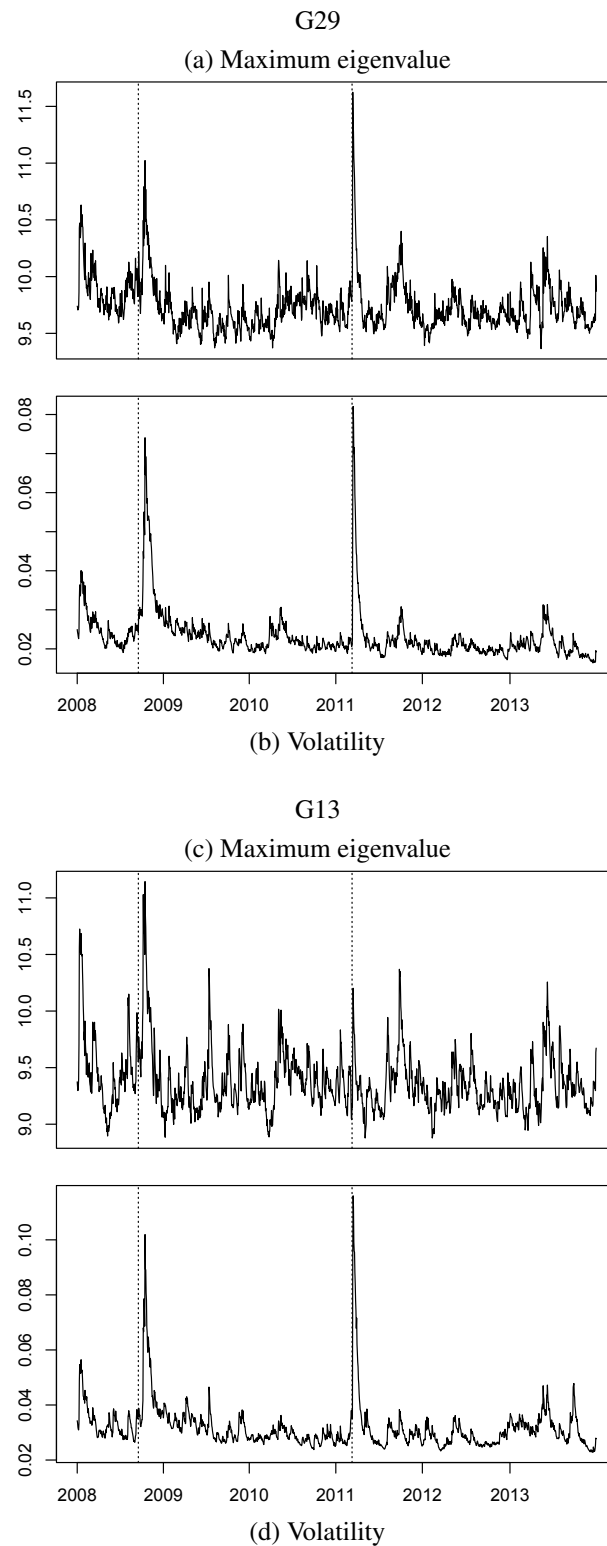 G29
(a) Maximum eigenvalue
11.5
11.0
10.5
10.0
9.5
0.08
0.06
0.04
0.02
2008 2009 2010 2011 2012 2013
(b) Volatility
G13
(c) Maximum eigenvalue
11.0
10.5
10.0
9.5
9.0
0.10
0.08
0.06
0.04
0.02
2008 2009 2010 2011 2012 2013
(d) Volatility